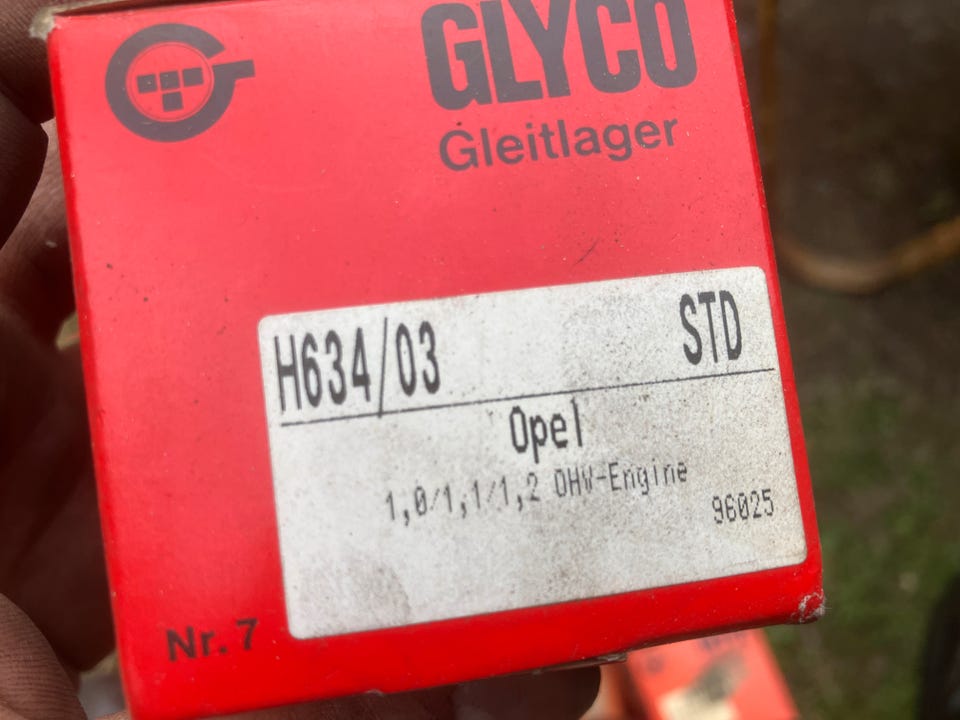 GLYCO
Gleitlager
H634/03 STD
Opel
1,0/1,1/1,2 OHV-Engine
96025
Nr. 7